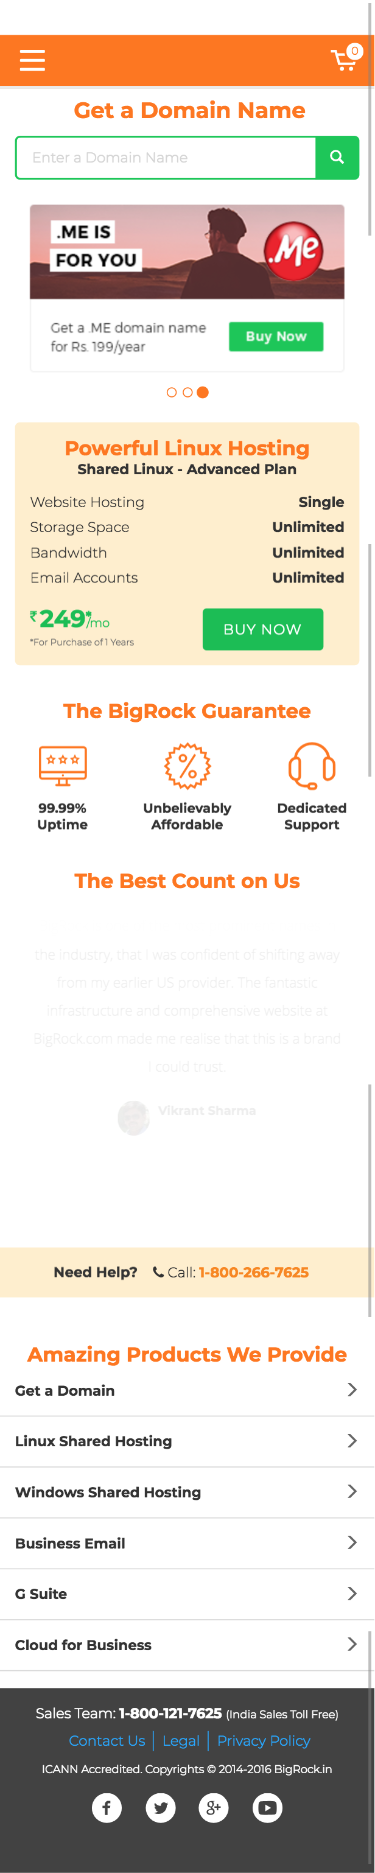 0
Get a Domain Name
Enter a Domain Name
.ME IS
FOR YOU
.Me
Get a .ME domain name
for Rs. 199/year
Buy Now
Powerful Linux Hosting
Shared Linux - Advanced Plan
Website Hosting Single
Storage Space Unlimited
Bandwidth Unlimited
Email Accounts Unlimited
₹249*/mo
BUY NOW
*For Purchase of 1 Years
The BigRock Guarantee
99.99%
Uptime
Unbelievably
Affordable
Dedicated
Support
The Best Count on Us
the industry, that I was confident of shifting away
from my earlier US provider. The fantastic
infrastructure and comprehensive website at
BigRock.com made me realise that this is a brand
I could trust.
Vikrant Sharma
Need Help? Call: 1-800-266-7625
Amazing Products We Provide
Get a Domain
Linux Shared Hosting
Windows Shared Hosting
Business Email
G Suite
Cloud for Business
Sales Team: 1-800-121-7625 (India Sales Toll Free)
Contact Us | Legal | Privacy Policy
ICANN Accredited. Copyrights © 2014-2016 BigRock.in